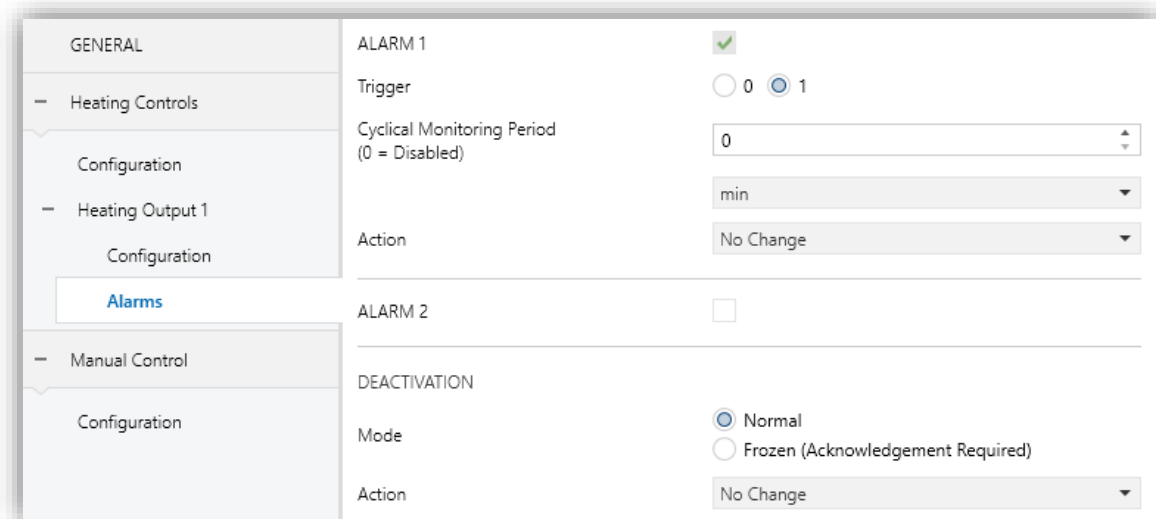 GENERAL
Heating Controls
Configuration
Heating Output 1
Configuration
Alarms
Manual Control
Configuration
ALARM 1
Trigger
0 1
Cyclical Monitoring Period
(0 = Disabled)
0
min
Action
No Change
ALARM 2
DEACTIVATION
Mode
Normal
Frozen (Acknowledgement Required)
Action
No Change